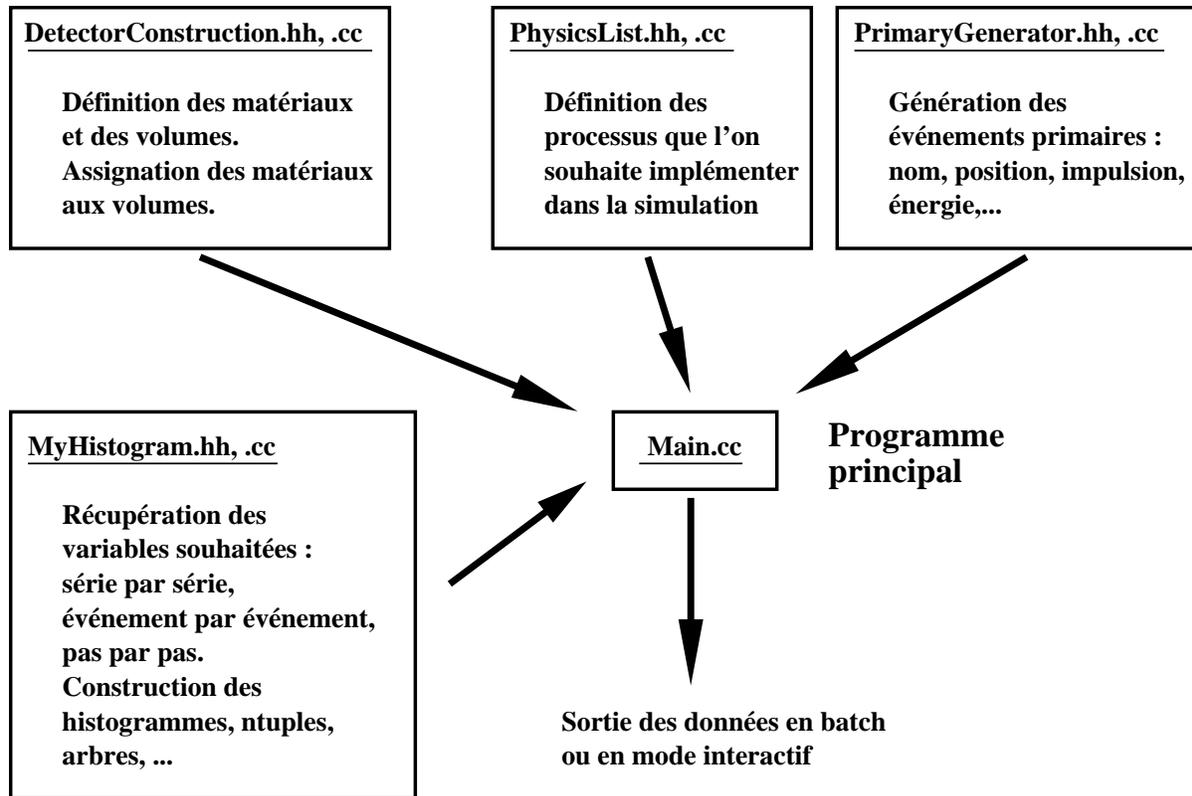 DetectorConstruction.hh, .cc
Définition des matériaux
et des volumes.
Assignation des matériaux
aux volumes.
PhysicsList.hh, .cc
Définition des
processus que l'on
souhaite implémenter
dans la simulation
PrimaryGenerator.hh, .cc
Génération des
événements primaires :
nom, position, impulsion,
énergie,...
MyHistogram.hh, .cc
Récupération des
variables souhaitées :
série par série,
événement par événement,
pas par pas.
Construction des
histogrammes, ntuples,
arbres, ...
Main.cc
Programme
principal
Sortie des données en batch
ou en mode interactif